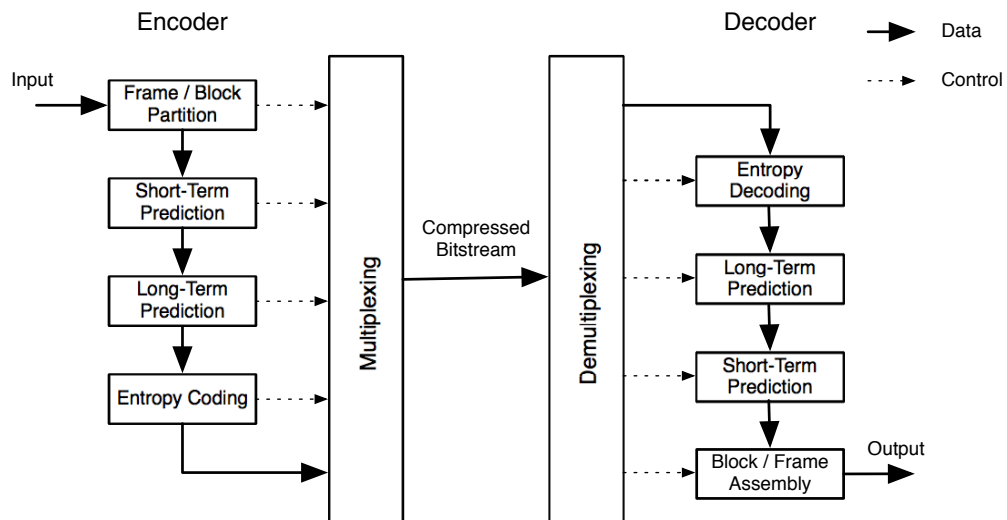 Encoder
Decoder
Data
Control
Input
Frame / Block
Partition
Short-Term
Prediction
Long-Term
Prediction
Entropy Coding
Multiplexing
Compressed
Bitstream
Demultiplexing
Entropy
Decoding
Long-Term
Prediction
Short-Term
Prediction
Block / Frame
Assembly
Output